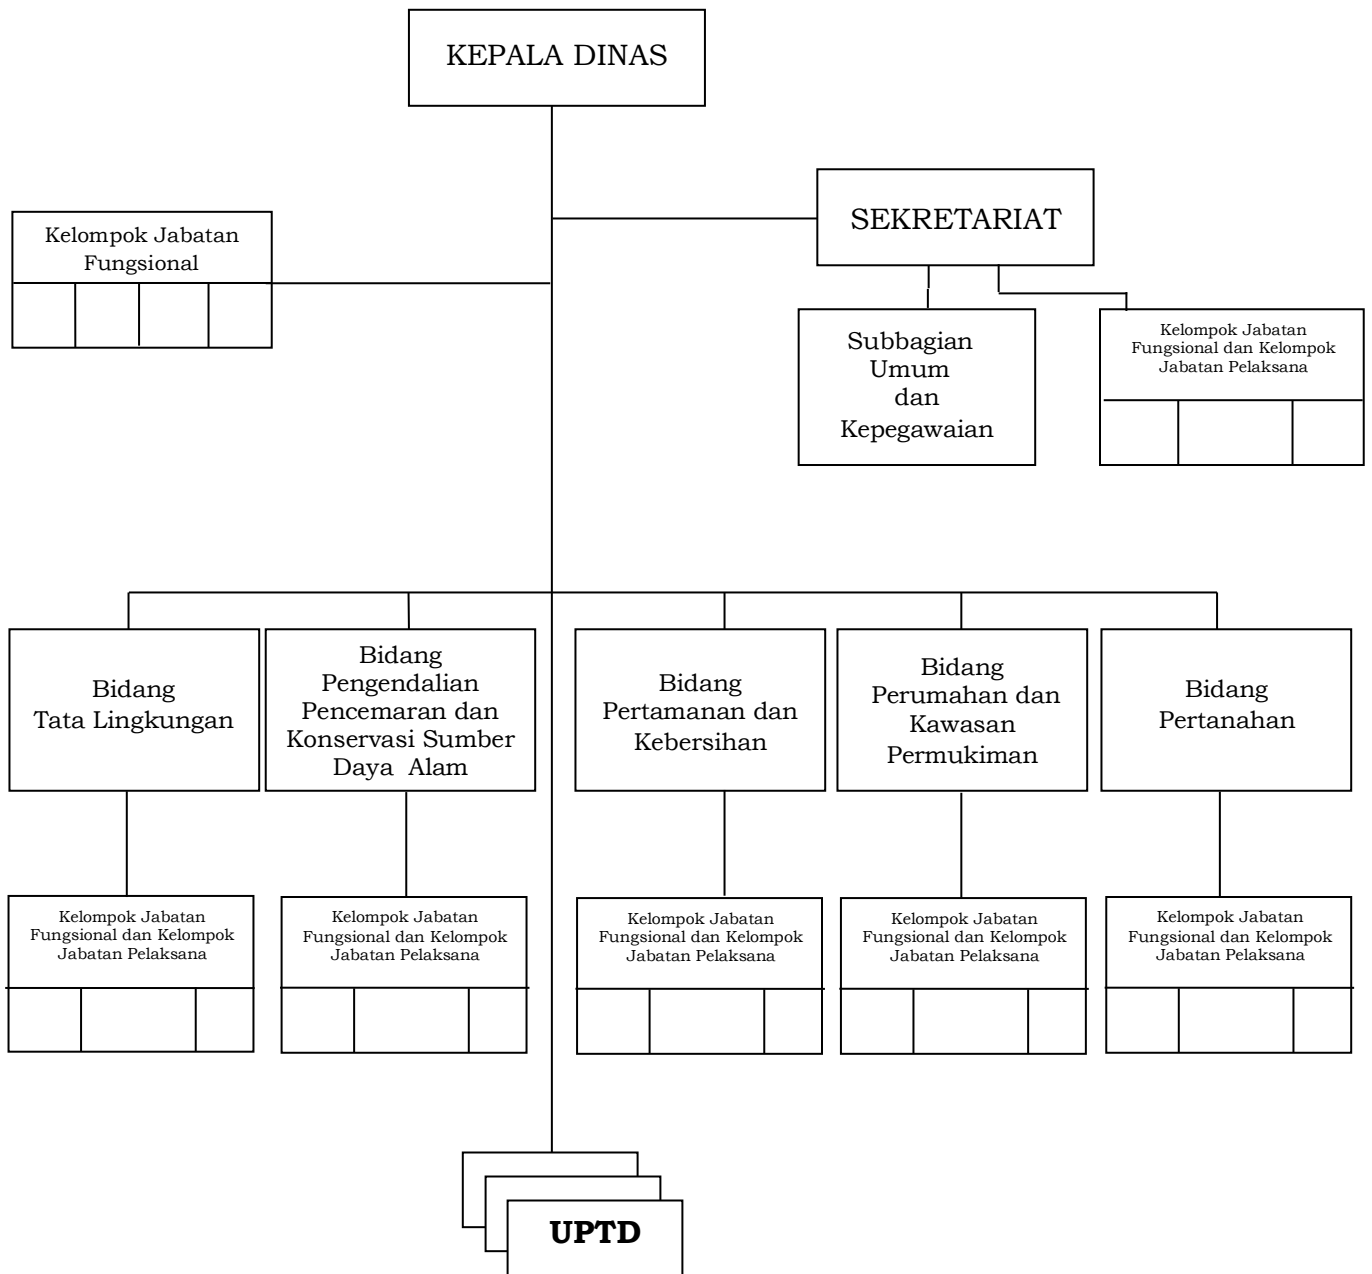 KEPALA DINAS
SEKRETARIAT
Kelompok Jabatan
Fungsional
Subbagian
Umum
dan
Kepegawaian
Kelompok Jabatan
Fungsional dan Kelompok
Jabatan Pelaksana
Bidang
Tata Lingkungan
Bidang
Pengendalian
Pencemaran dan
Konservasi Sumber
Daya Alam
Bidang
Pertamanan dan
Kebersihan
Bidang
Perumahan dan
Kawasan
Permukiman
Bidang
Pertanahan
Kelompok Jabatan
Fungsional dan Kelompok
Jabatan Pelaksana
Kelompok Jabatan
Fungsional dan Kelompok
Jabatan Pelaksana
Kelompok Jabatan
Fungsional dan Kelompok
Jabatan Pelaksana
Kelompok Jabatan
Fungsional dan Kelompok
Jabatan Pelaksana
Kelompok Jabatan
Fungsional dan Kelompok
Jabatan Pelaksana
UPTD